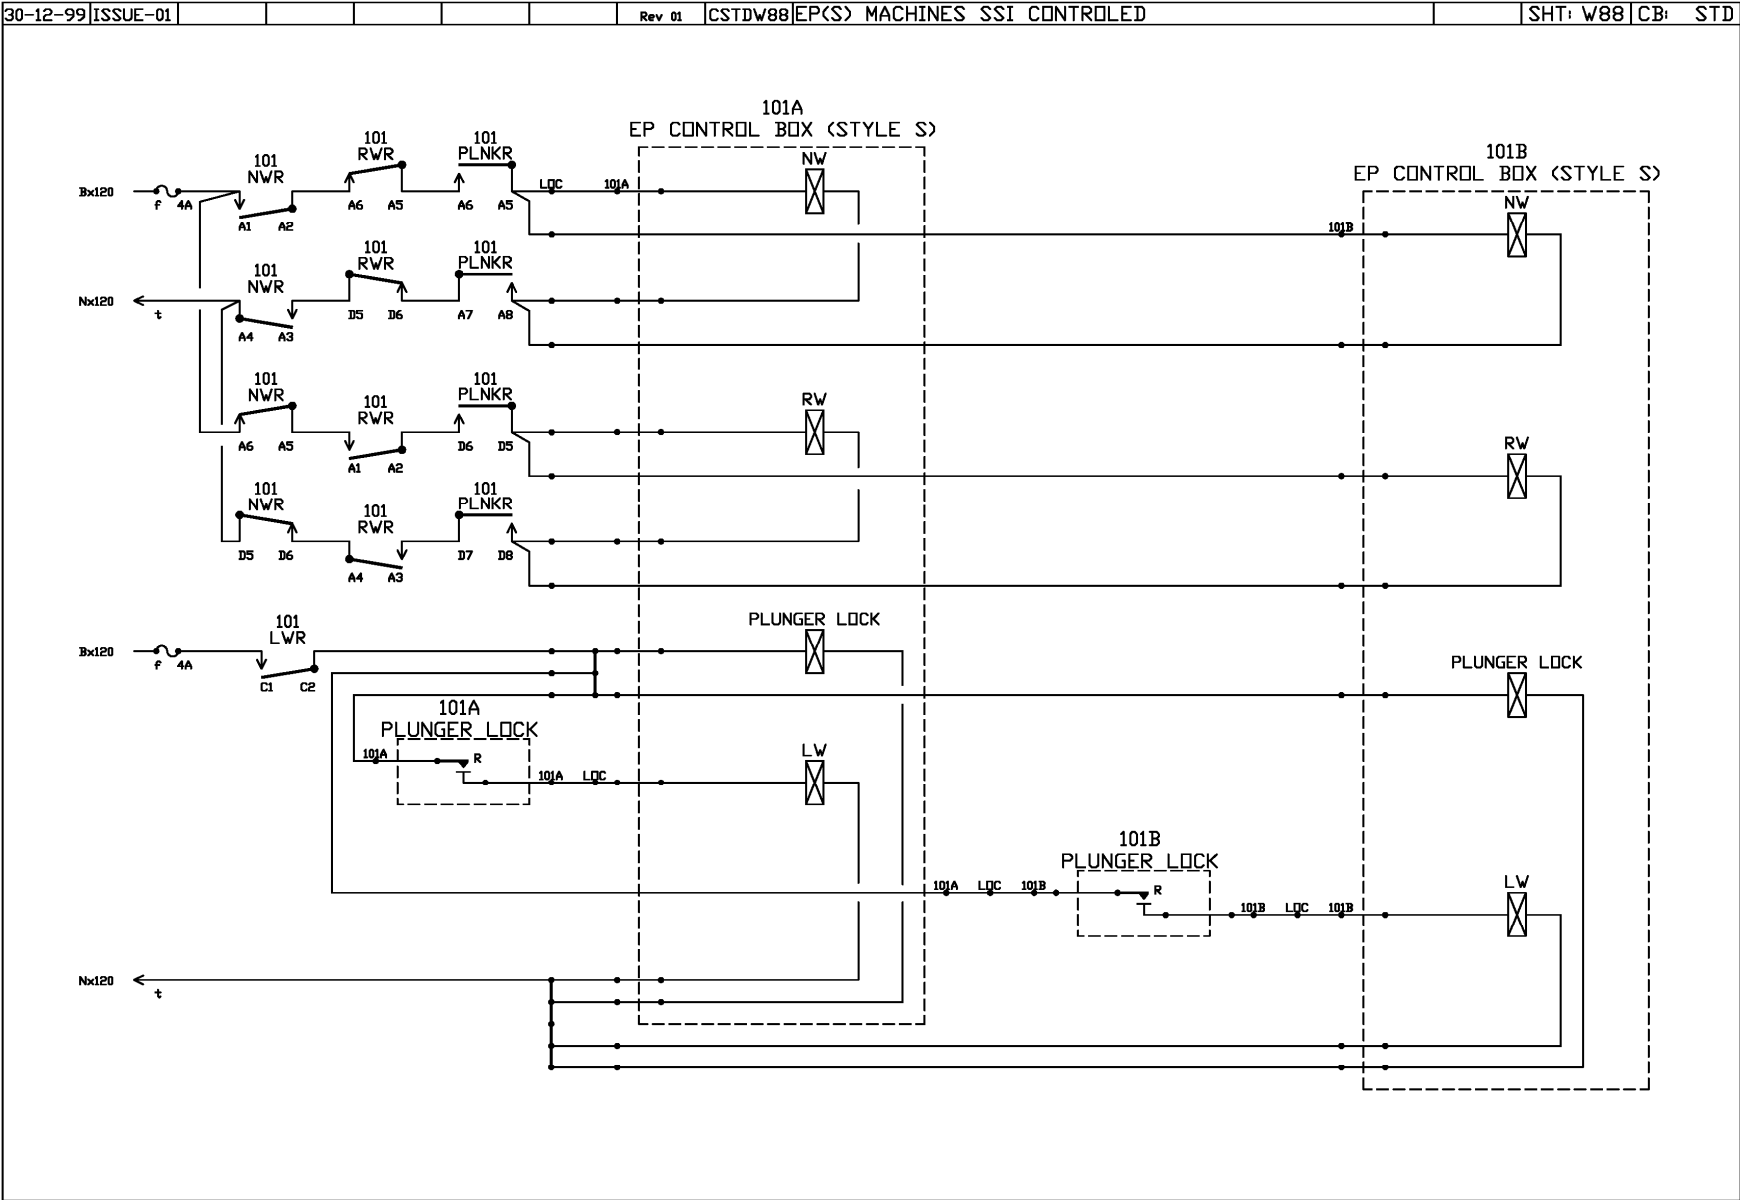 30-12-99 ISSUE-01 Rev 01 CSTDW88 EP(S) MACHINES SSI CONTROLED SHT: W88 CB: STD
101A
EP CONTROL BOX (STYLE S)
101B
EP CONTROL BOX (STYLE S)
101 NWR
101 RWR
101 PLNKR
NW
NW
Bx120
f 4A
A1 A2
A6 A5
A6 A5
LOC
101A
101B
101 NWR
101 RWR
101 PLNKR
Nx120
t
A4 A3
D5 D6
A7 A8
101 NWR
101 RWR
101 PLNKR
RW
RW
A6 A5
A1 A2
D6 D5
101 NWR
101 RWR
101 PLNKR
D5 D6
A4 A3
D7 D8
101 LWR
PLUNGER LOCK
PLUNGER LOCK
Bx120
f 4A
C1 C2
101A
PLUNGER LOCK
101A
R
101A LOC
LW
101B
PLUNGER LOCK
101A LOC 101B
R
101B LOC 101B
LW
Nx120
t